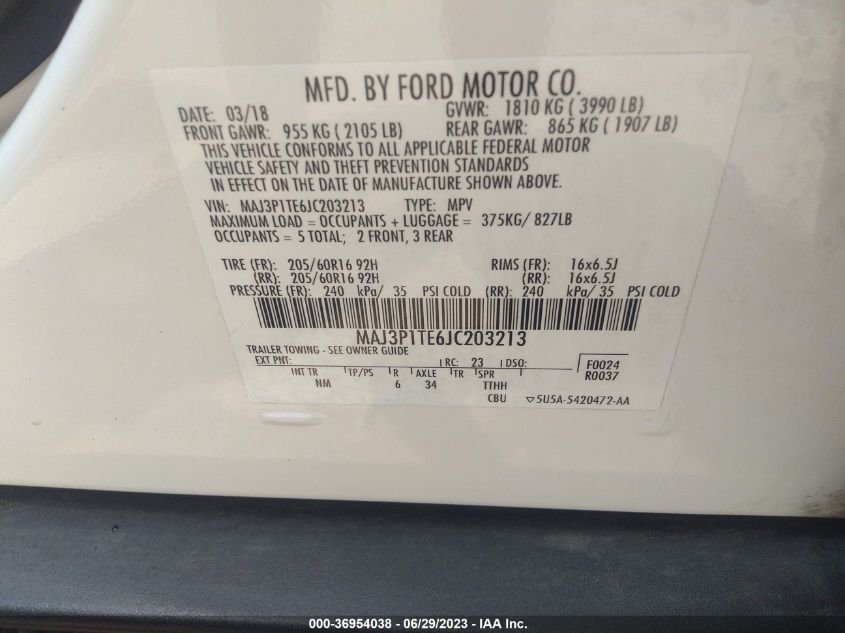 MFD. BY FORD MOTOR CO.
DATE: 03/18 GVWR: 1810 KG ( 3990 LB)
FRONT GAWR: 955 KG ( 2105 LB) REAR GAWR: 865 KG ( 1907 LB)
THIS VEHICLE CONFORMS TO ALL APPLICABLE FEDERAL MOTOR
VEHICLE SAFETY AND THEFT PREVENTION STANDARDS
IN EFFECT ON THE DATE OF MANUFACTURE SHOWN ABOVE.
VIN: MAJ3P1TE6JC203213 TYPE: MPV
MAXIMUM LOAD = OCCUPANTS + LUGGAGE = 375KG/ 827LB
OCCUPANTS = 5 TOTAL; 2 FRONT, 3 REAR
TIRE (FR): 205/60R16 92H RIMS (FR): 16x6.5J
(RR): 205/60R16 92H (RR): 16x6.5J
PRESSURE (FR): 240 kPa/ 35 PSI COLD (RR): 240 kPa/ 35 PSI COLD
MAJ3P1TE6JC203213
TRAILER TOWING - SEE OWNER GUIDE
EXT PNT: RC: 23 DSO: F0024
INT TR TP/PS R AXLE TR SPR R0037
NM 6 34 TTHH
CBU ▽5U5A-5420472-AA
000-36954038 - 06/29/2023 - IAA Inc.